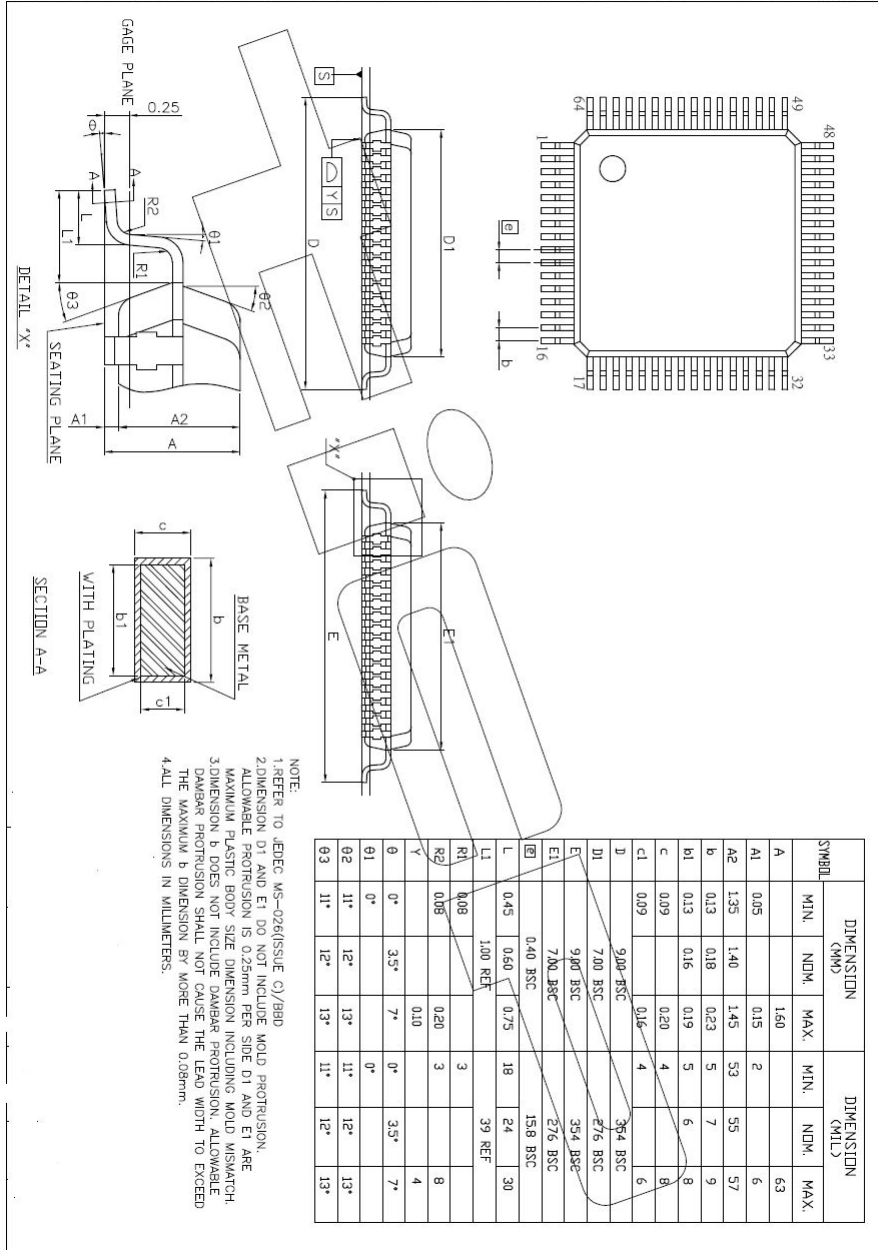 48
33
49
64
32
17
1
16
e
b
D1
D
S
Y S
E1
E
"X"
GAGE PLANE
0.25
Φ
A
A
L
L1
R2
R1
θ1
θ2
θ3
SEATING PLANE
A1
A2
A
DETAIL "X"
BASE METAL
WITH PLATING
b
b1
c
c1
SECTION A-A
SYMBOL DIMENSION (MM) DIMENSION (MIL)
MIN. NOM. MAX. MIN. NOM. MAX.
A 1.60 63
A1 0.05 0.15 2 6
A2 1.35 1.40 1.45 53 55 57
b 0.13 0.18 0.23 5 7 9
b1 0.13 0.16 0.19 5 6 8
c 0.09 0.20 4 8
c1 0.09 0.16 4 6
D 9.00 BSC 354 BSC
D1 7.00 BSC 276 BSC
E 9.00 BSC 354 BSC
E1 7.00 BSC 276 BSC
e 0.40 BSC 15.8 BSC
L 0.45 0.60 0.75 18 24 30
L1 1.00 REF 39 REF
R1 0.08 3
R2 0.08 0.20 3 8
Y 0.10 4
θ 0° 3.5° 7° 0° 3.5° 7°
θ1 0° 0°
θ2 11° 12° 13° 11° 12° 13°
θ3 11° 12° 13° 11° 12° 13°
NOTE:
1.REFER TO JEDEC MS-026(ISSUE C)/BBD
2.DIMENSION D1 AND E1 DO NOT INCLUDE MOLD PROTRUSION.
ALLOWABLE PROTRUSION IS 0.25mm PER SIDE D1 AND E1 ARE
MAXIMUM PLASTIC BODY SIZE DIMENSION INCLUDING MOLD MISMATCH.
3.DIMENSION b DOES NOT INCLUDE DAMBAR PROTRUSION. ALLOWABLE
DAMBAR PROTRUSION SHALL NOT CAUSE THE LEAD WIDTH TO EXCEED
THE MAXIMUM b DIMENSION BY MORE THAN 0.08mm.
4.ALL DIMENSIONS IN MILLIMETERS.